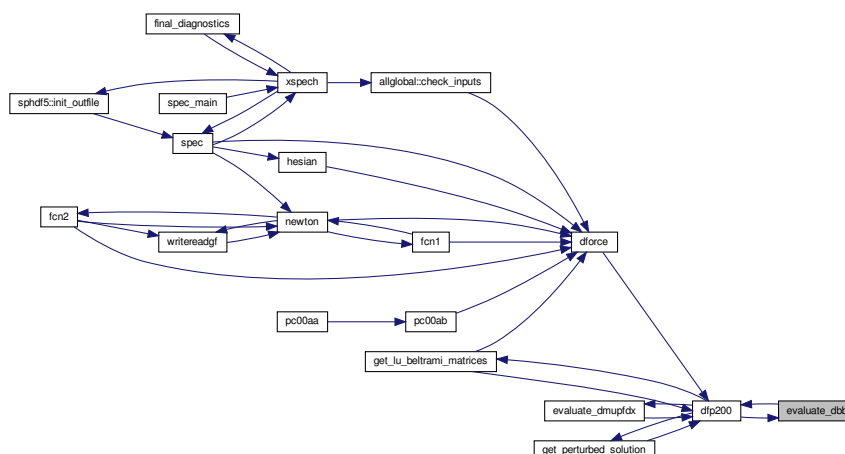 final_diagnostics
xspech
allglobal::check_inputs
sphdf5::init_outfile
spec_main
spec
hesian
fcn2
newton
writereadgf
fcn1
dforce
pc00aa
pc00ab
get_lu_beltrami_matrices
evaluate_dmupfdx
dfp200
evaluate_dbb
get_perturbed_solution